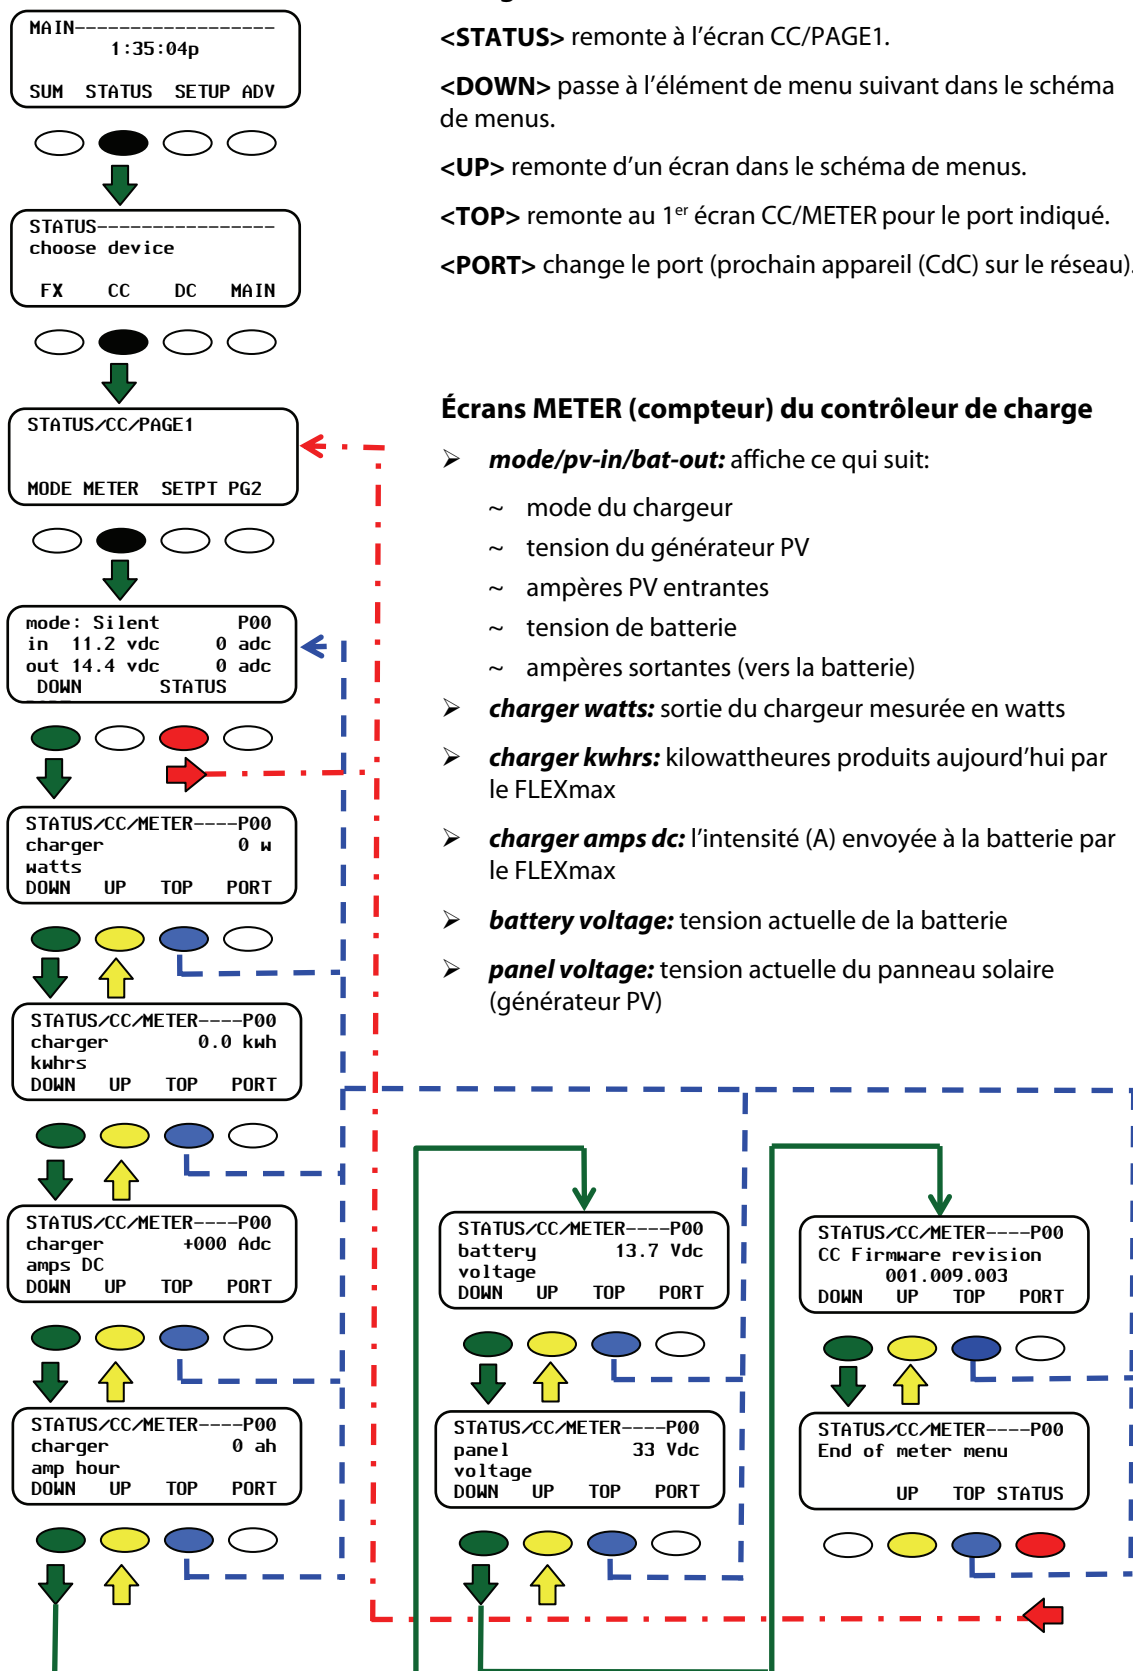 MAIN-------------------
1:35:04p
SUM STATUS SETUP ADV
STATUS-----------------
choose device
FX CC DC MAIN
STATUS/CC/PAGE1
MODE METER SETPT PG2
mode: Silent P00
in 11.2 vdc 0 adc
out 14.4 vdc 0 adc
DOWN STATUS
STATUS/CC/METER----P00
charger 0 w
watts
DOWN UP TOP PORT
STATUS/CC/METER----P00
charger 0.0 kwh
kwhrs
DOWN UP TOP PORT
STATUS/CC/METER----P00
charger +000 Adc
amps DC
DOWN UP TOP PORT
STATUS/CC/METER----P00
charger 0 ah
amp hour
DOWN UP TOP PORT
<STATUS> remonte à l’écran CC/PAGE1.
<DOWN> passe à l’élément de menu suivant dans le schéma
de menus.
<UP> remonte d’un écran dans le schéma de menus.
<TOP> remonte au 1er écran CC/METER pour le port indiqué.
<PORT> change le port (prochain appareil (CdC) sur le réseau).
Écrans METER (compteur) du contrôleur de charge
➢ mode/pv-in/bat-out: affiche ce qui suit:
~ mode du chargeur
~ tension du générateur PV
~ ampères PV entrantes
~ tension de batterie
~ ampères sortantes (vers la batterie)
➢ charger watts: sortie du chargeur mesurée en watts
➢ charger kwhrs: kilowattheures produits aujourd’hui par
le FLEXmax
➢ charger amps dc: l’intensité (A) envoyée à la batterie par
le FLEXmax
➢ battery voltage: tension actuelle de la batterie
➢ panel voltage: tension actuelle du panneau solaire
(générateur PV)
STATUS/CC/METER----P00
battery 13.7 Vdc
voltage
DOWN UP TOP PORT
STATUS/CC/METER----P00
panel 33 Vdc
voltage
DOWN UP TOP PORT
STATUS/CC/METER----P00
CC Firmware revision
001.009.003
DOWN UP TOP PORT
STATUS/CC/METER----P00
End of meter menu
UP TOP STATUS